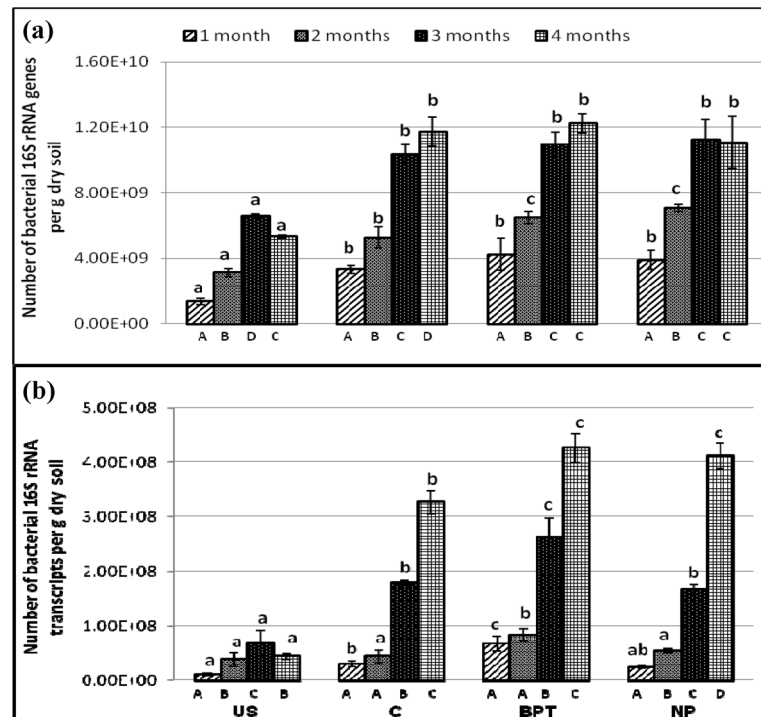 (a)
1 month 2 months 3 months 4 months
Number of bacterial 16S rRNA genes
per g dry soil
1.60E+10
1.20E+10
8.00E+09
4.00E+09
0.00E+00
a a a a
b b b b
b c b b
b c b b
A B D C A B C D A B C C A B C C
(b)
Number of bacterial 16S rRNA
transcripts per g dry soil
5.00E+08
4.00E+08
3.00E+08
2.00E+08
1.00E+08
0.00E+00
a a a a
b a b b
c b c c
ab a b c
A B C B A A B C A A B C A B C D
US C BPT NP